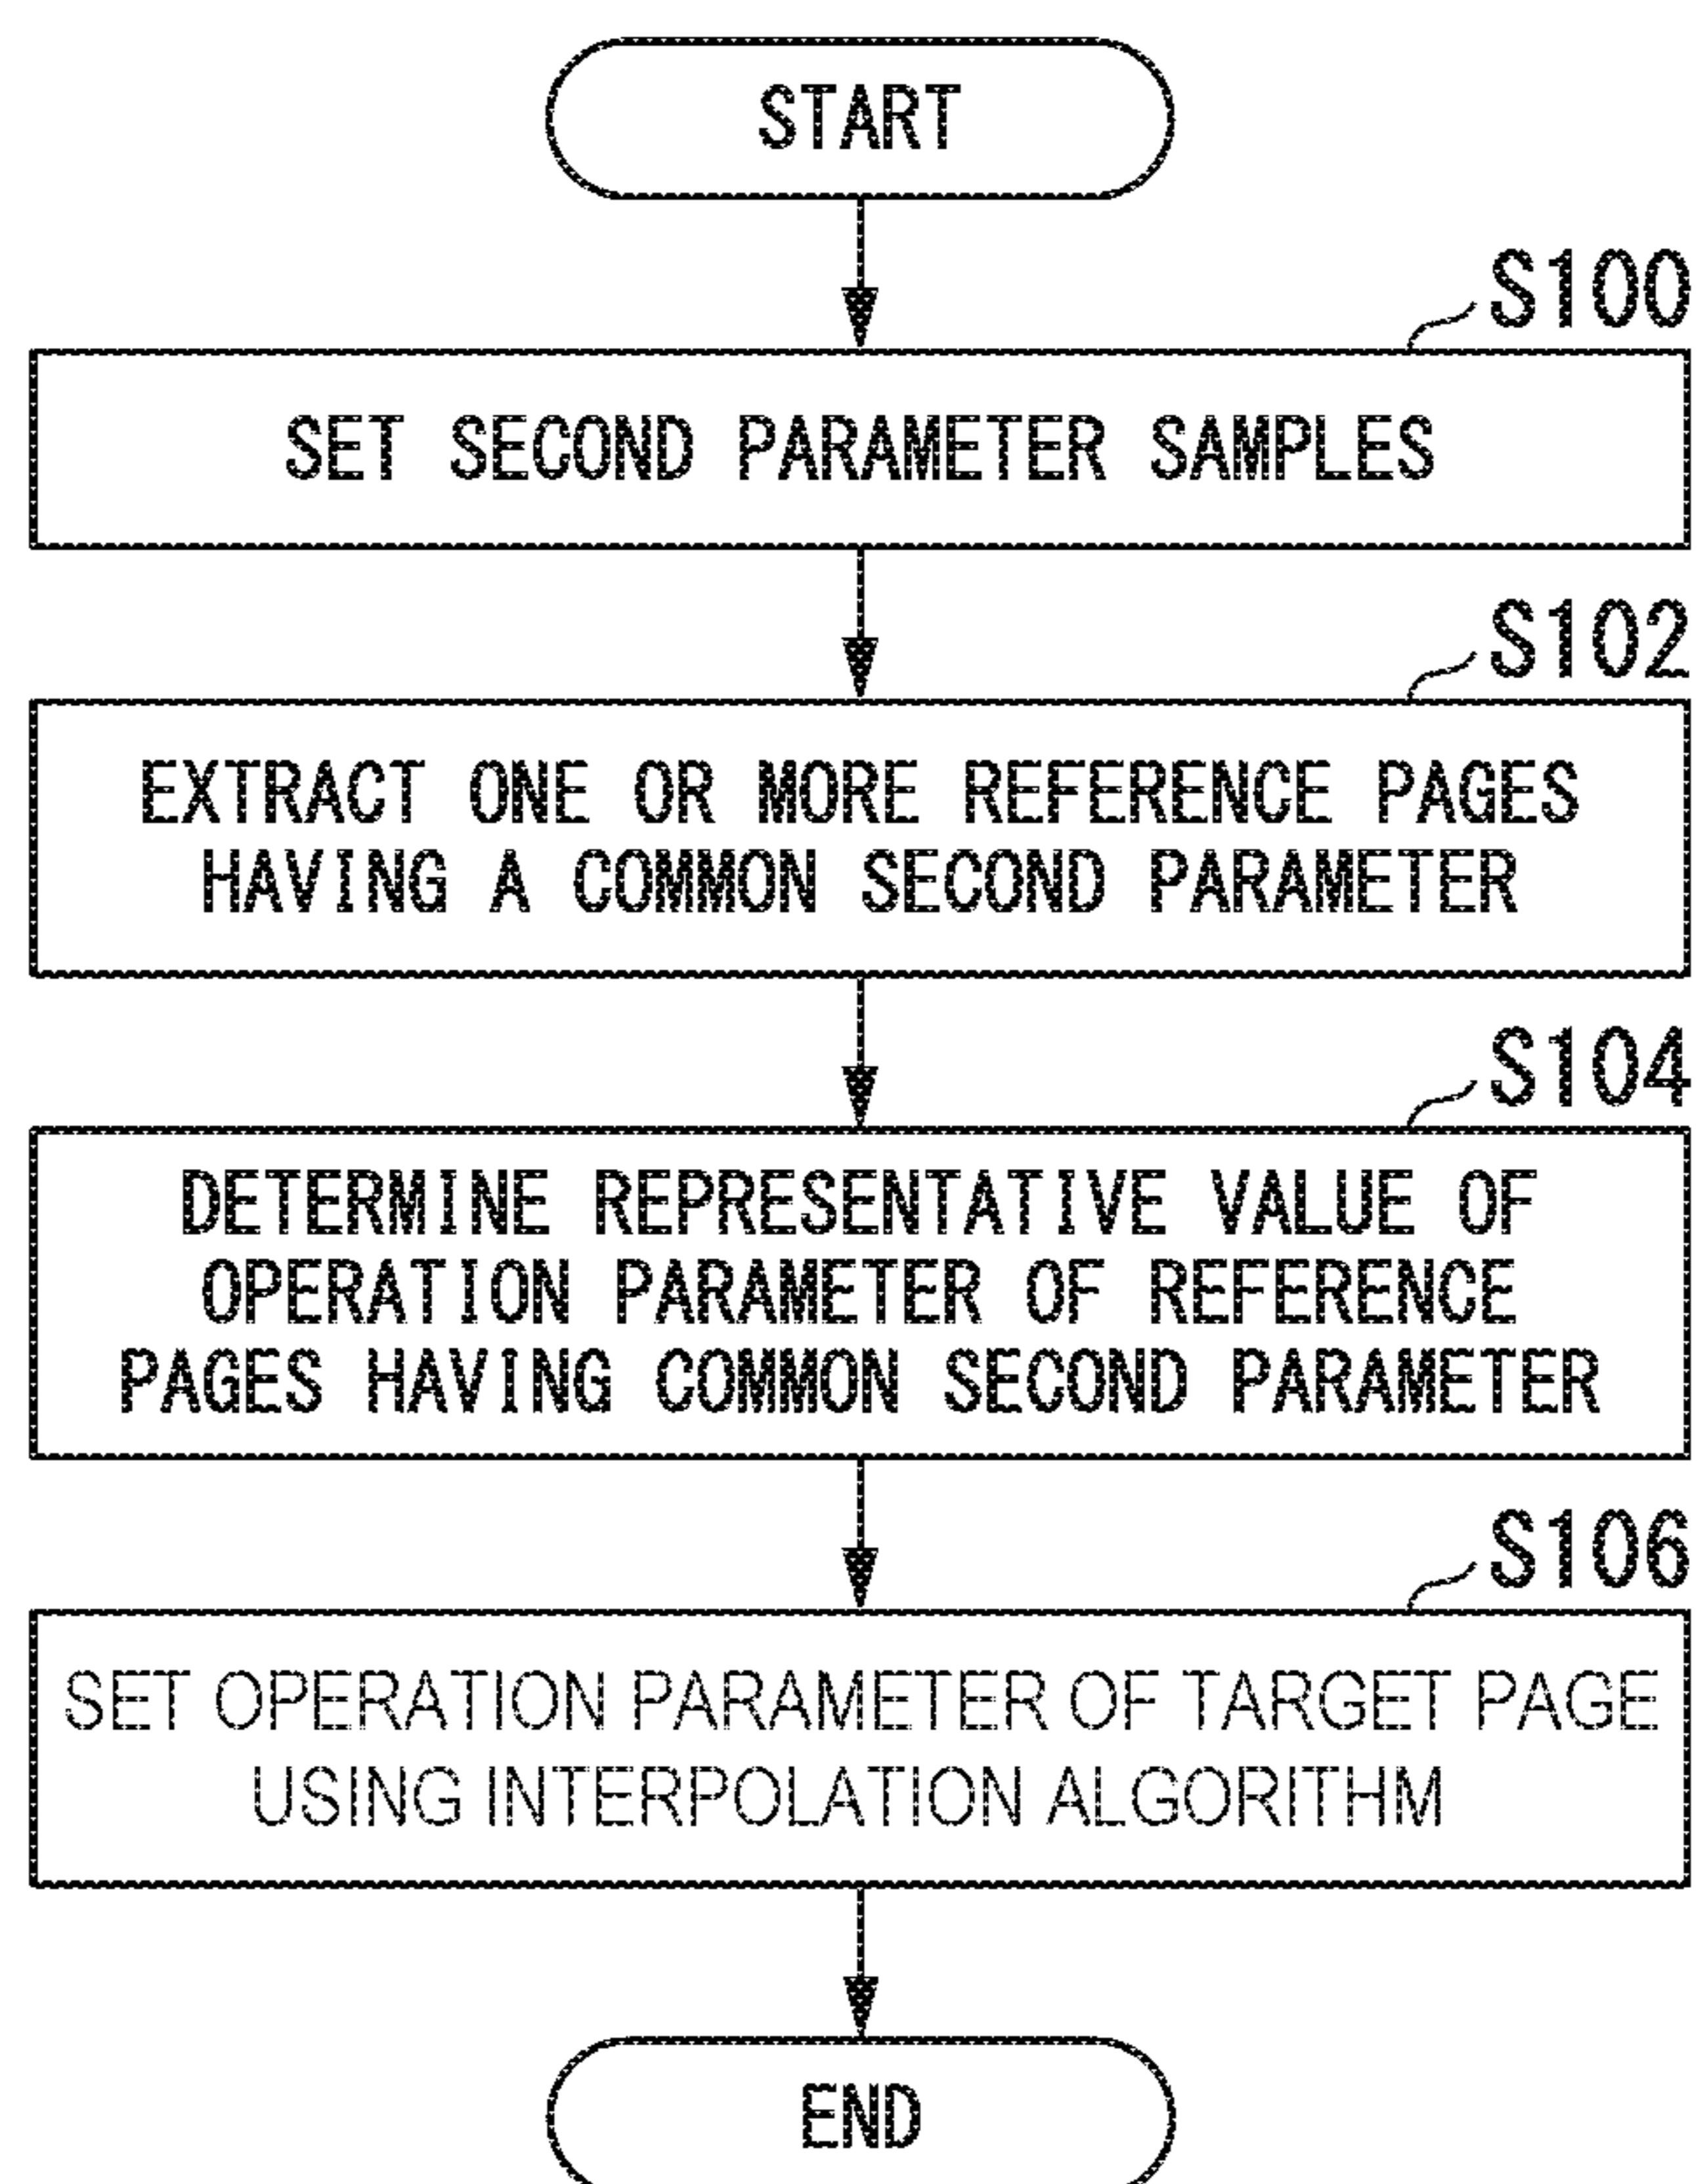 START
S100
SET SECOND PARAMETER SAMPLES
S102
EXTRACT ONE OR MORE REFERENCE PAGES
HAVING A COMMON SECOND PARAMETER
S104
DETERMINE REPRESENTATIVE VALUE OF
OPERATION PARAMETER OF REFERENCE
PAGES HAVING COMMON SECOND PARAMETER
S106
SET OPERATION PARAMETER OF TARGET PAGE
USING INTERPOLATION ALGORITHM
END